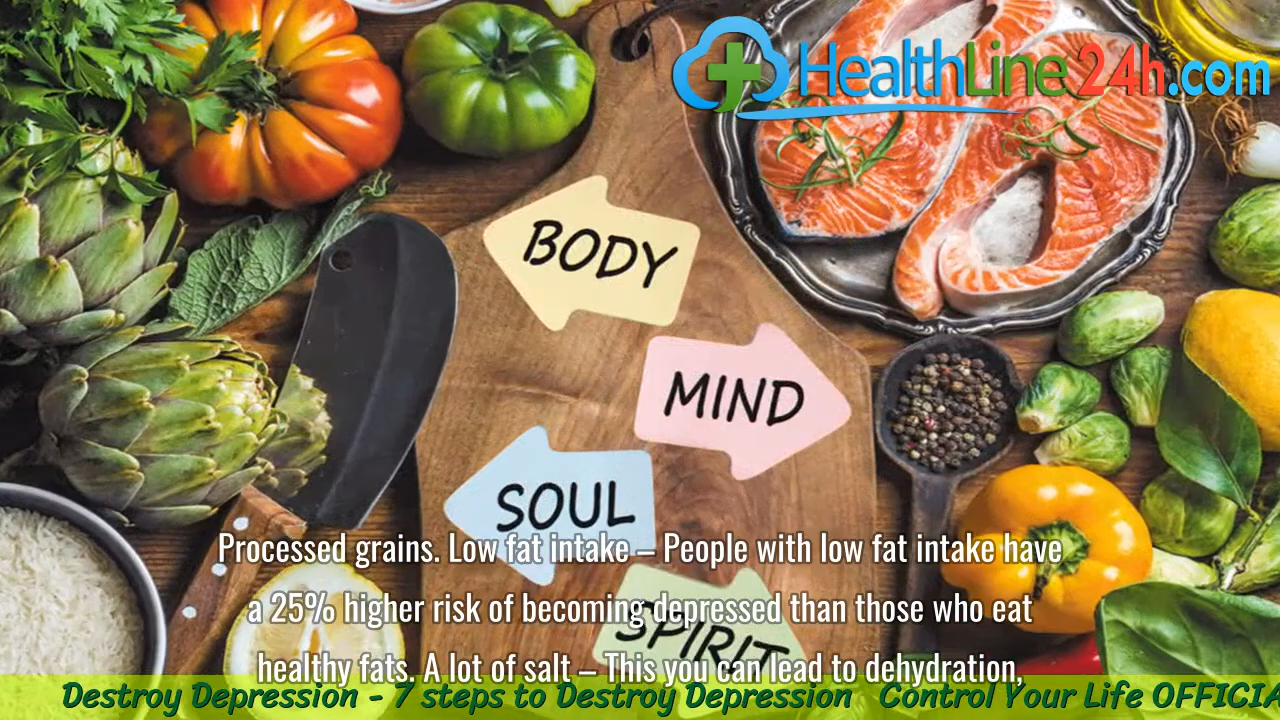 HealthLine24h.com
BODY
MIND
SOUL
SPIRIT
Processed grains. Low fat intake – People with low fat intake have
a 25% higher risk of becoming depressed than those who eat
healthy fats. A lot of salt – This you can lead to dehydration,
Destroy Depression - 7 steps to Destroy Depression Control Your Life OFFICIA